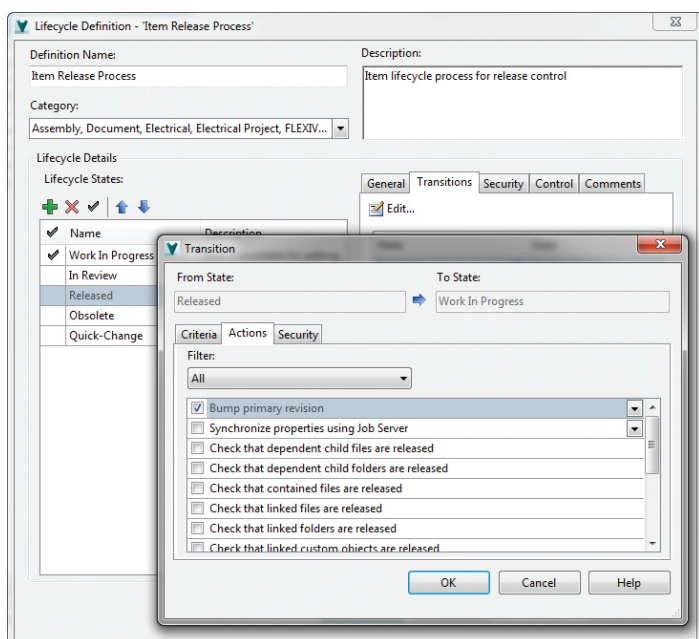 Lifecycle Definition - 'Item Release Process'
Definition Name:
Item Release Process
Description:
Item lifecycle process for release control
Category:
Assembly, Document, Electrical, Electrical Project, FLEXIV...
Lifecycle Details
Lifecycle States:
General Transitions Security Control Comments
Edit...
Name Description
Work In Progress
In Review
Released
Obsolete
Quick-Change
Transition
From State:
To State:
Released
Work In Progress
Criteria Actions Security
Filter:
All
Bump primary revision
Synchronize properties using Job Server
Check that dependent child files are released
Check that dependent child folders are released
Check that contained files are released
Check that linked files are released
Check that linked folders are released
Check that linked custom objects are released
OK Cancel Help